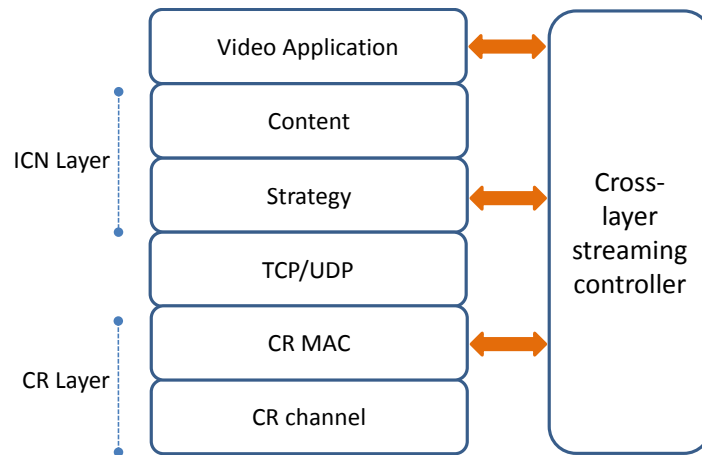 Video Application
Content
ICN Layer
Strategy
TCP/UDP
CR MAC
CR Layer
CR channel
Cross-
layer
streaming
controller